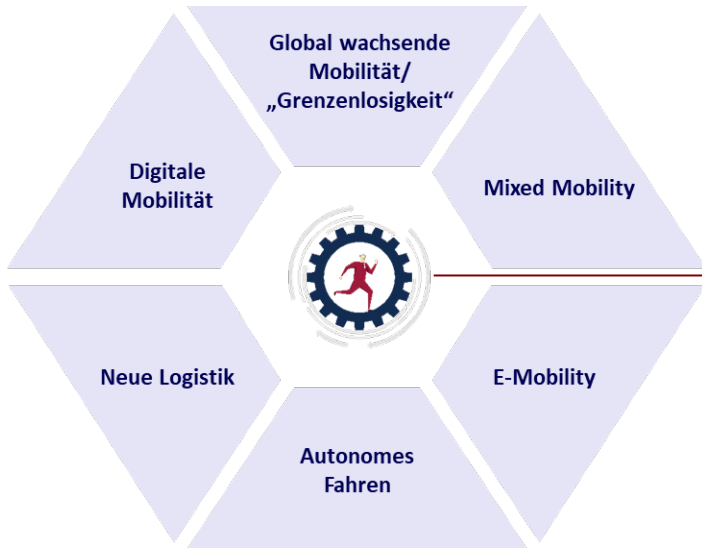 Global wachsende
Mobilität/
„Grenzenlosigkeit“
Digitale
Mobilität
Mixed Mobility
Neue Logistik
E-Mobility
Autonomes
Fahren